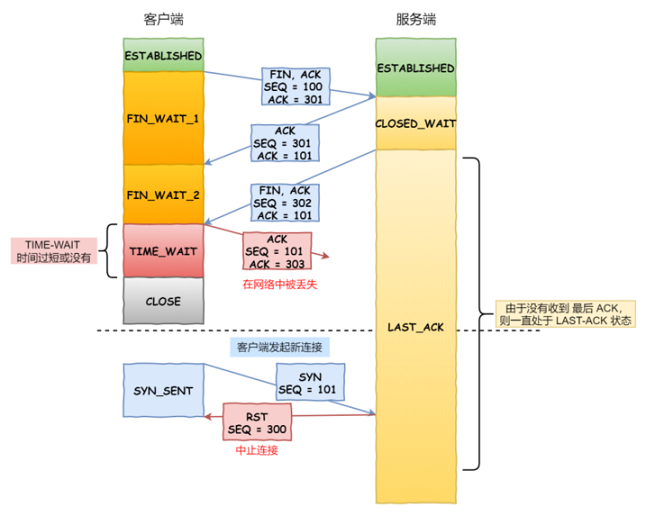 客户端
服务端
ESTABLISHED
ESTABLISHED
FIN, ACK
SEQ = 100
ACK = 301
FIN_WAIT_1
CLOSED_WAIT
ACK
SEQ = 301
ACK = 101
FIN_WAIT_2
FIN, ACK
SEQ = 302
ACK = 101
TIME-WAIT
时间过短或没有
TIME_WAIT
ACK
SEQ = 101
ACK = 303
在网络中被丢失
CLOSE
由于没有收到 最后 ACK，
则一直处于 LAST-ACK 状态
LAST_ACK
客户端发起新连接
SYN_SENT
SYN
SEQ = 101
RST
SEQ = 300
中止连接